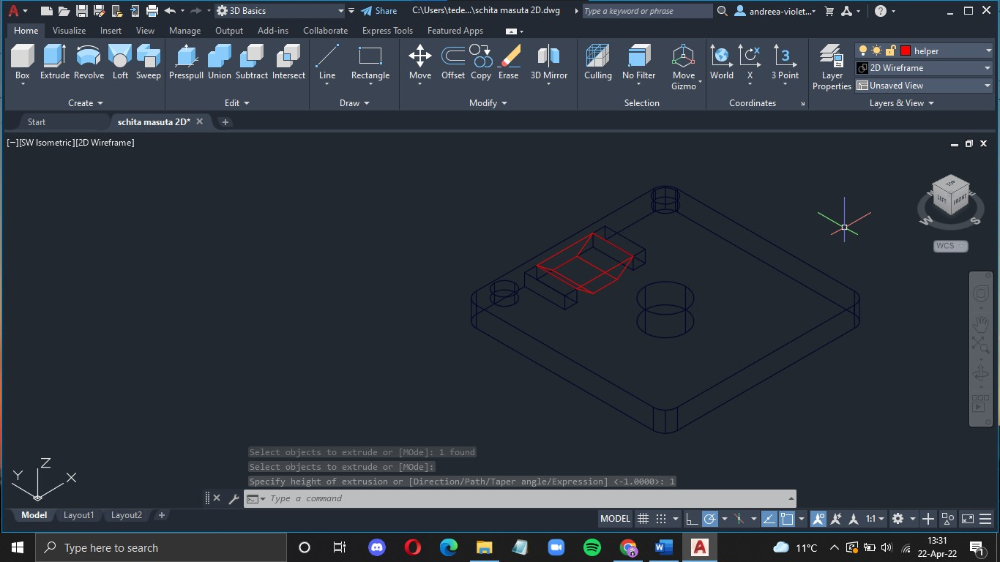 A 3D Basics Share C:\Users\tede...\schita masuta 2D.dwg Type a keyword or phrase andreea-violet... ?
Home Visualize Insert View Manage Output Add-ins Collaborate Express Tools Featured Apps
Box Extrude Revolve Loft Sweep Presspull Union Subtract Intersect Line Rectangle Move Offset Copy Erase 3D Mirror Culling No Filter Move Gizmo World X 3 Point Layer Properties
helper
2D Wireframe
Unsaved View
Create Edit Draw Modify Selection Coordinates Layers & View
Start schita masuta 2D*
[−][SW Isometric][2D Wireframe]
TOP
LEFT FRONT
W S
WCS
Select objects to extrude or [MOde]: 1 found
Select objects to extrude or [MOde]:
Specify height of extrusion or [Direction/Path/Taper angle/Expression] <-1.0000>: 1
Type a command
Z
Y X
Model Layout1 Layout2 MODEL 1:1
Type here to search 11°C 13:31
22-Apr-22 1